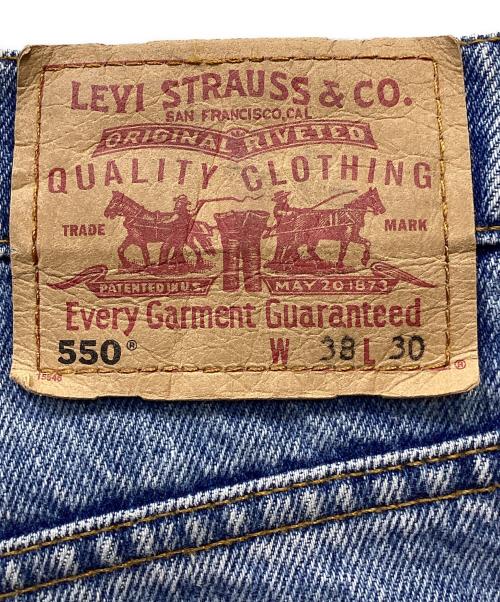 LEVI STRAUSS & CO.
SAN FRANCISCO, CAL
ORIGINAL RIVETED
QUALITY CLOTHING
TRADE MARK
PATENTED IN U.S. MAY 20 1873
Every Garment Guaranteed
550® W 38 L 30
15648 ®